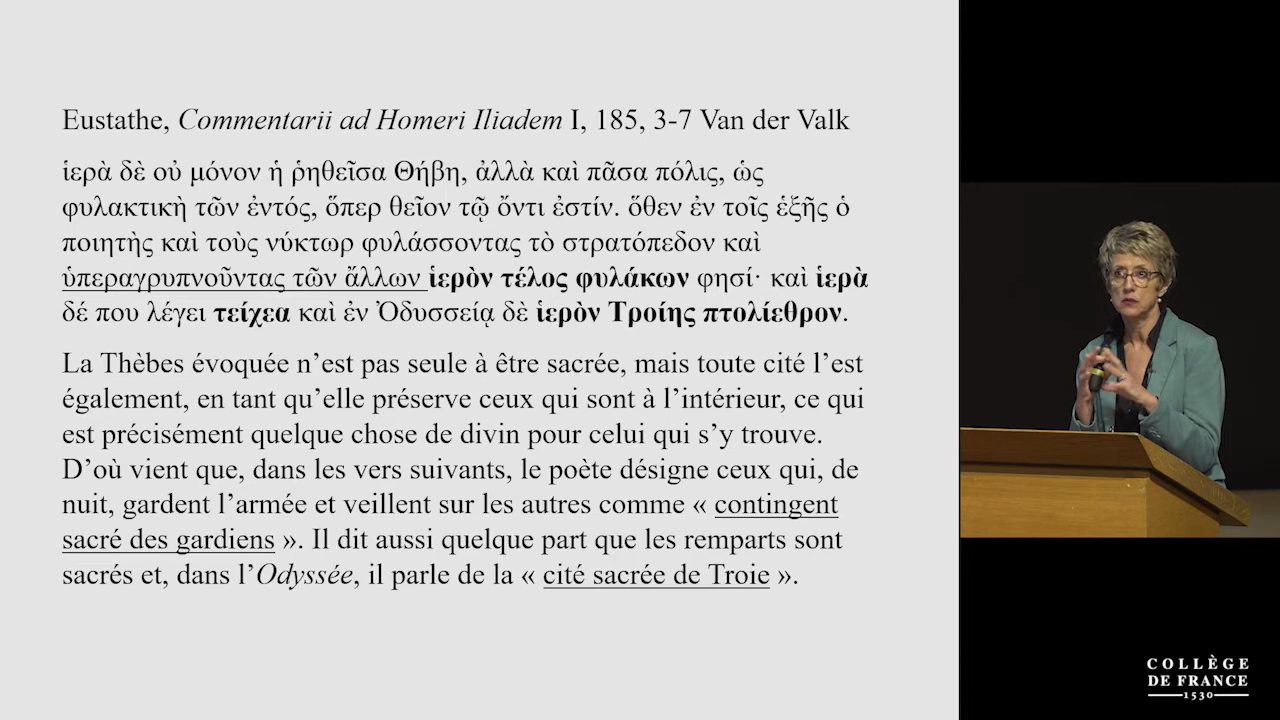 Eustathe, Commentarii ad Homeri Iliadem I, 185, 3-7 Van der Valk
ἱερὰ δὲ οὐ μόνον ἡ ῥηθεῖσα Θήβη, ἀλλὰ καὶ πᾶσα πόλις, ὡς
φυλακτικὴ τῶν ἐντός, ὅπερ θεῖον τῷ ὄντι ἐστίν. ὅθεν ἐν τοῖς ἑξῆς ὁ
ποιητὴς καὶ τοὺς νύκτωρ φυλάσσοντας τὸ στρατόπεδον καὶ
ὑπεραγρυπνοῦντας τῶν ἄλλων ἱερὸν τέλος φυλάκων φησί· καὶ ἱερὰ
δέ που λέγει τείχεα καὶ ἐν Ὀδυσσείᾳ δὲ ἱερὸν Τροίης πτολίεθρον.
La Thèbes évoquée n’est pas seule à être sacrée, mais toute cité l’est
également, en tant qu’elle préserve ceux qui sont à l’intérieur, ce qui
est précisément quelque chose de divin pour celui qui s’y trouve.
D’où vient que, dans les vers suivants, le poète désigne ceux qui, de
nuit, gardent l’armée et veillent sur les autres comme « contingent
sacré des gardiens ». Il dit aussi quelque part que les remparts sont
sacrés et, dans l’Odyssée, il parle de la « cité sacrée de Troie ».
COLLÈGE
DE FRANCE
1530